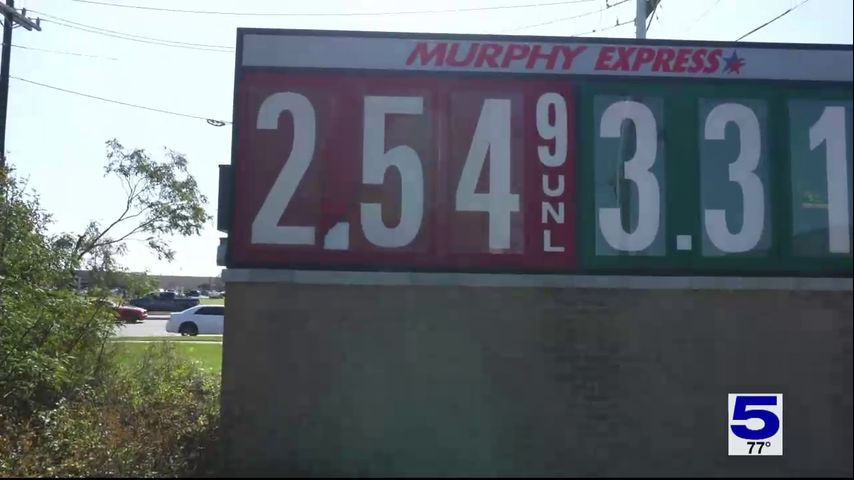 MURPHY EXPRESS
2.54 9 UNL 3.31
5
77°